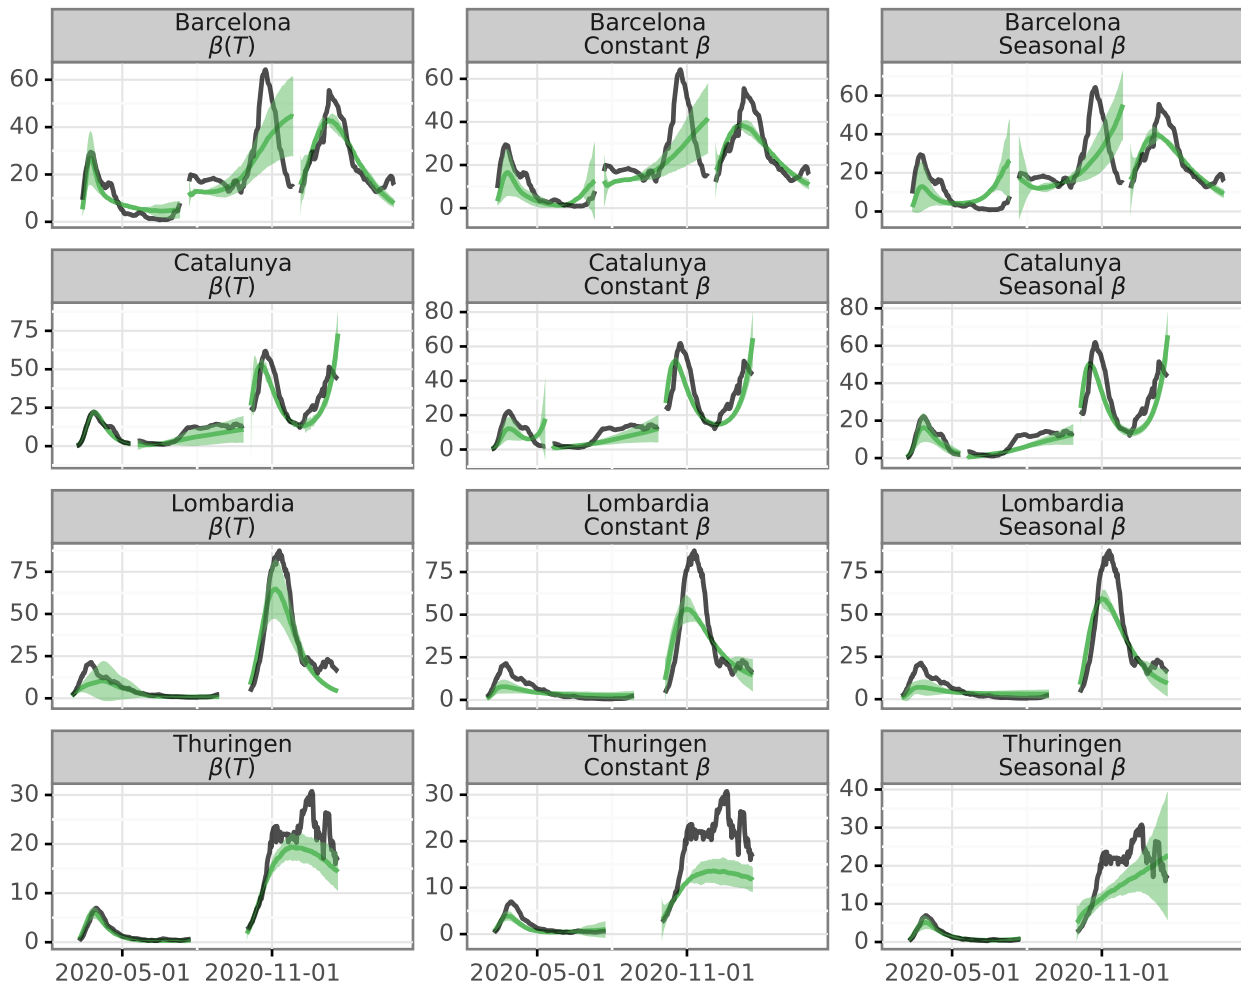 Barcelona
β(T)
Barcelona
Constant β
Barcelona
Seasonal β
60
40
20
0
60
40
20
0
60
40
20
0
Catalunya
β(T)
Catalunya
Constant β
Catalunya
Seasonal β
75
50
25
0
80
60
40
20
0
80
60
40
20
0
Lombardia
β(T)
Lombardia
Constant β
Lombardia
Seasonal β
75
50
25
0
75
50
25
0
75
50
25
0
Thuringen
β(T)
Thuringen
Constant β
Thuringen
Seasonal β
30
20
10
0
30
20
10
0
40
30
20
10
0
2020-05-01 2020-11-01
2020-05-01 2020-11-01
2020-05-01 2020-11-01